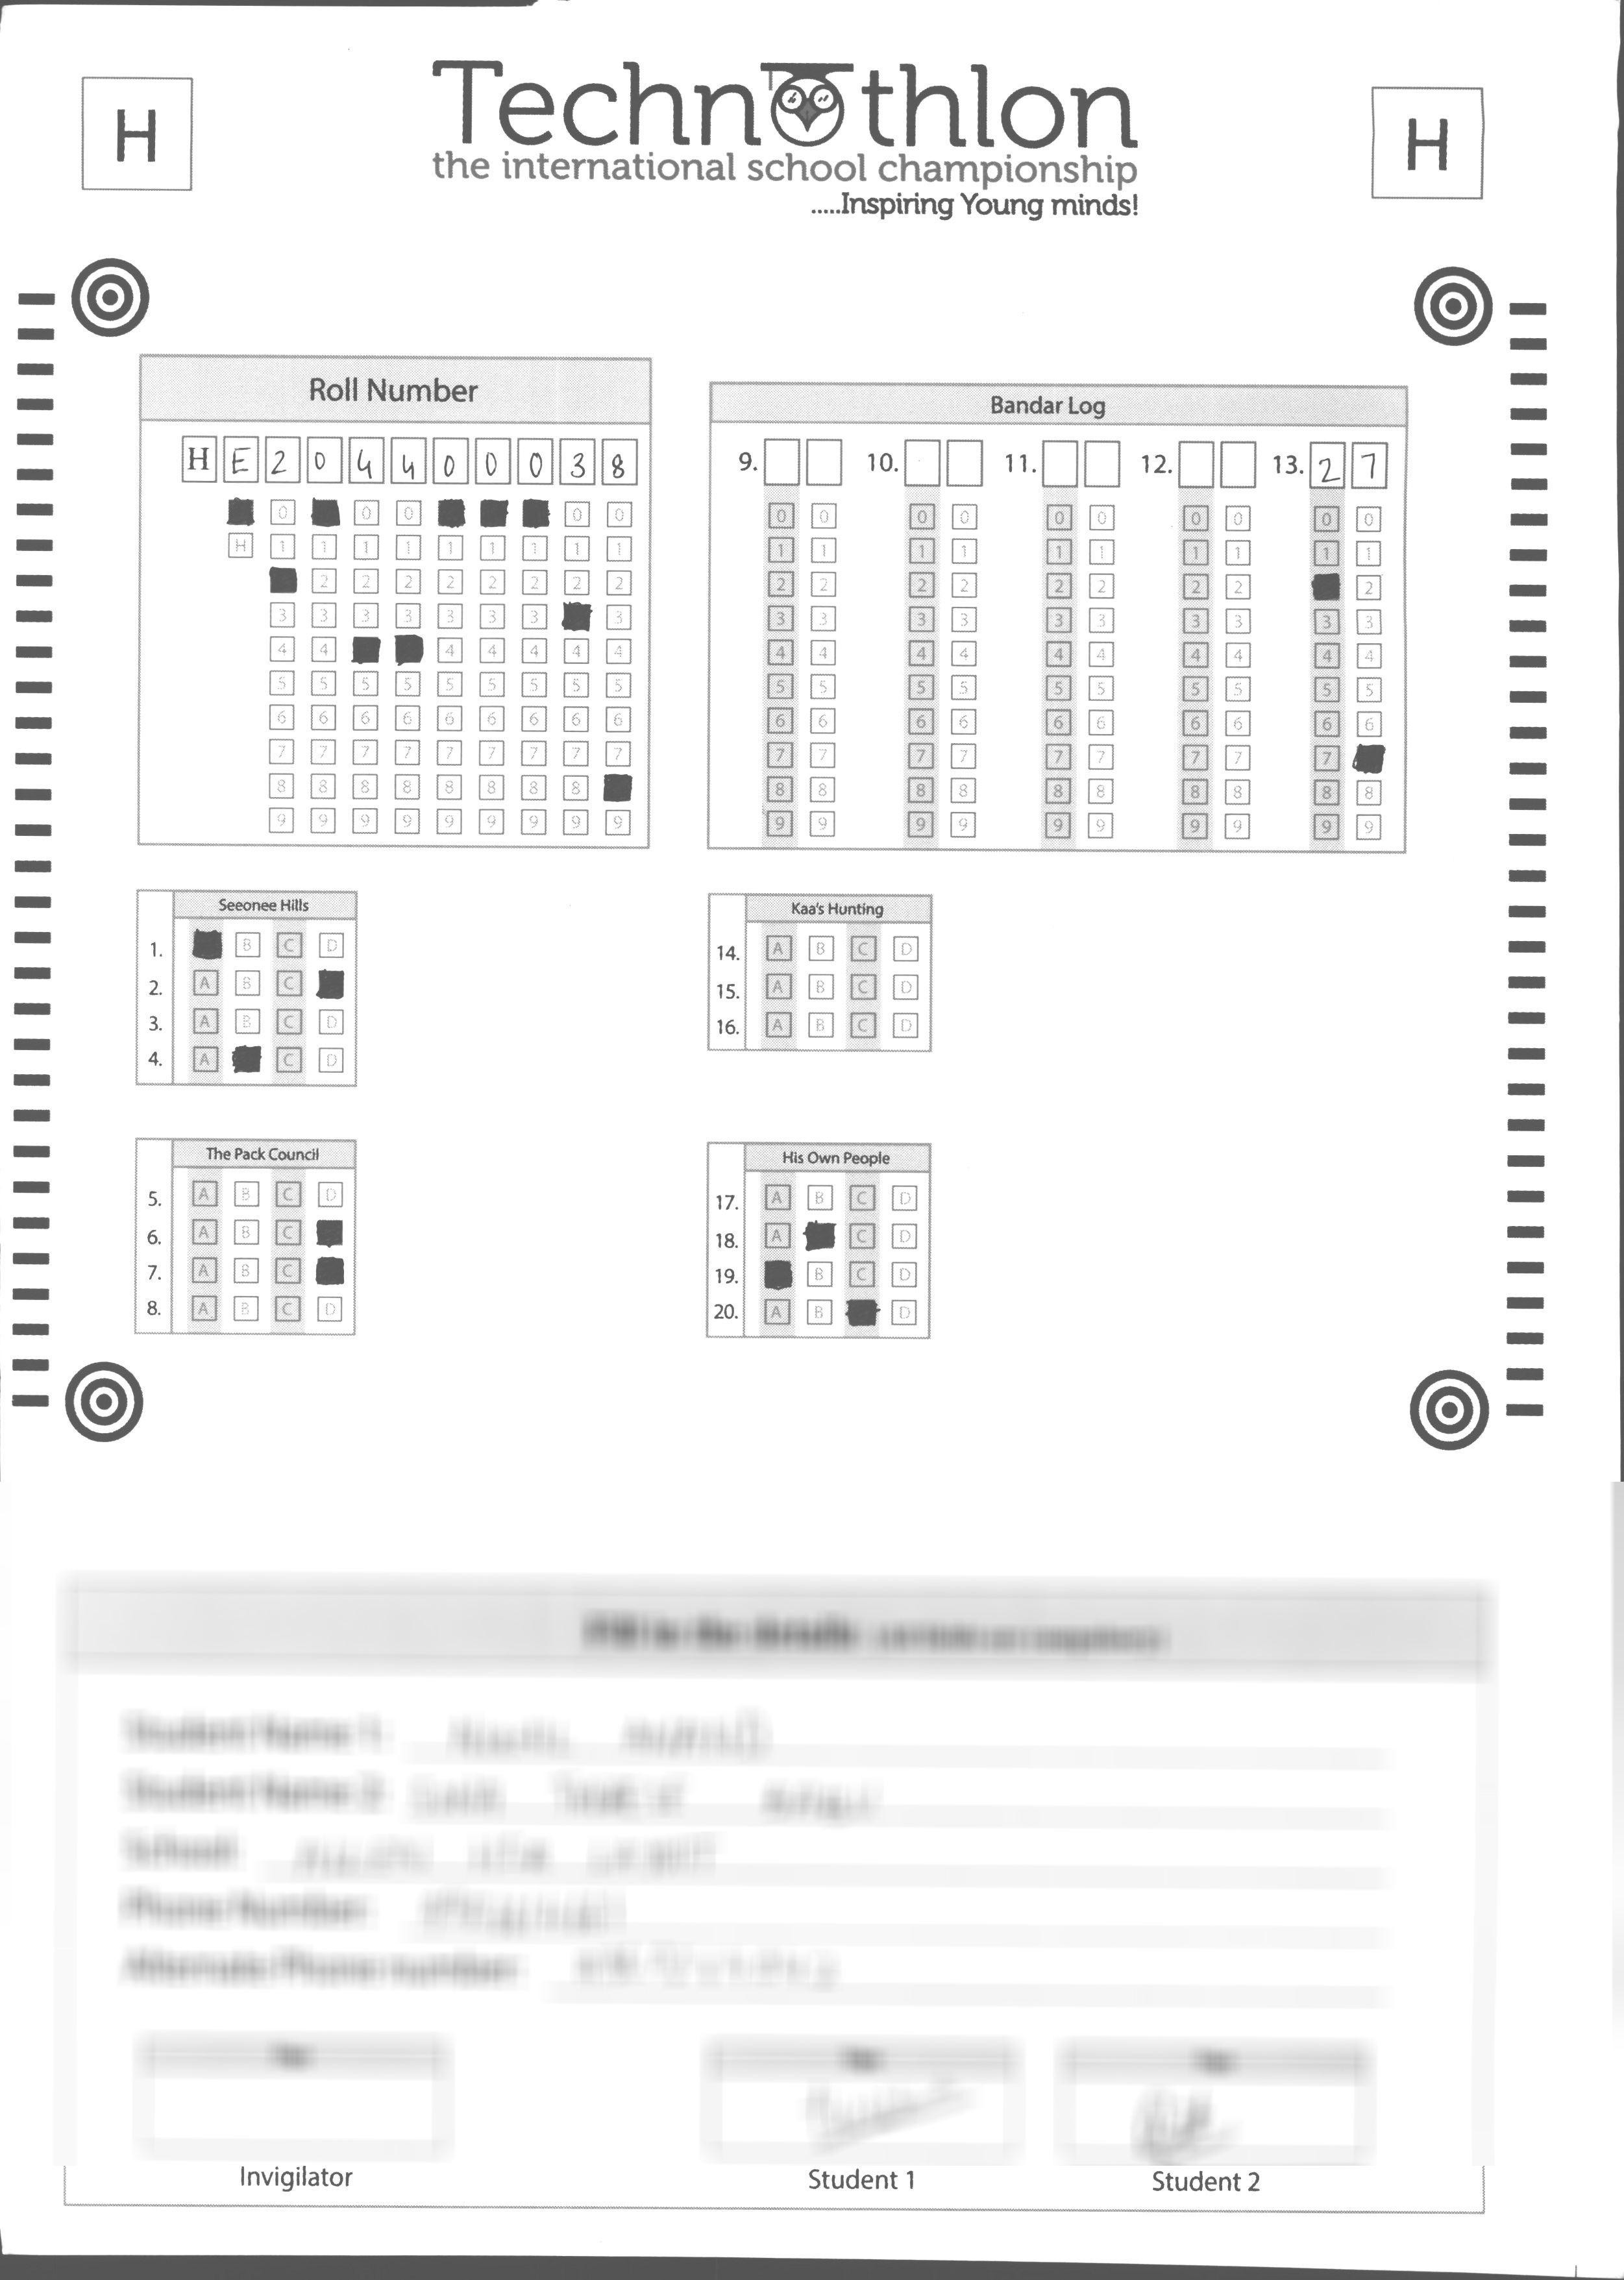 H
Technothlon
H
the international school championship
.....Inspiring Young minds!
Roll Number
H E 2 0 4 4 0 0 0 3 8
0 0 0 0 0
H 1 1 1 1 1 1 1 1 1
2 2 2 2 2 2 2 2
3 3 3 3 3 3 3 3
4 4 4 4 4 4 4
5 5 5 5 5 5 5 5 5
6 6 6 6 6 6 6 6 6
7 7 7 7 7 7 7 7 7
8 8 8 8 8 8 8 8
9 9 9 9 9 9 9 9 9
Bandar Log
9. 10. 11. 12. 13. 2 7
0 0 0 0 0 0 0 0 0 0
1 1 1 1 1 1 1 1 1 1
2 2 2 2 2 2 2 2 2
3 3 3 3 3 3 3 3 3 3
4 4 4 4 4 4 4 4 4 4
5 5 5 5 5 5 5 5 5 5
6 6 6 6 6 6 6 6 6 6
7 7 7 7 7 7 7 7 7
8 8 8 8 8 8 8 8 8 8
9 9 9 9 9 9 9 9 9 9
Seeonee Hills
1. B C D
2. A B C
3. A B C D
4. A C D
Kaa's Hunting
14. A B C D
15. A B C D
16. A B C D
The Pack Council
5. A B C D
6. A B C
7. A B C
8. A B C D
His Own People
17. A B C D
18. A C D
19. B C D
20. A B D
Invigilator
Student 1
Student 2